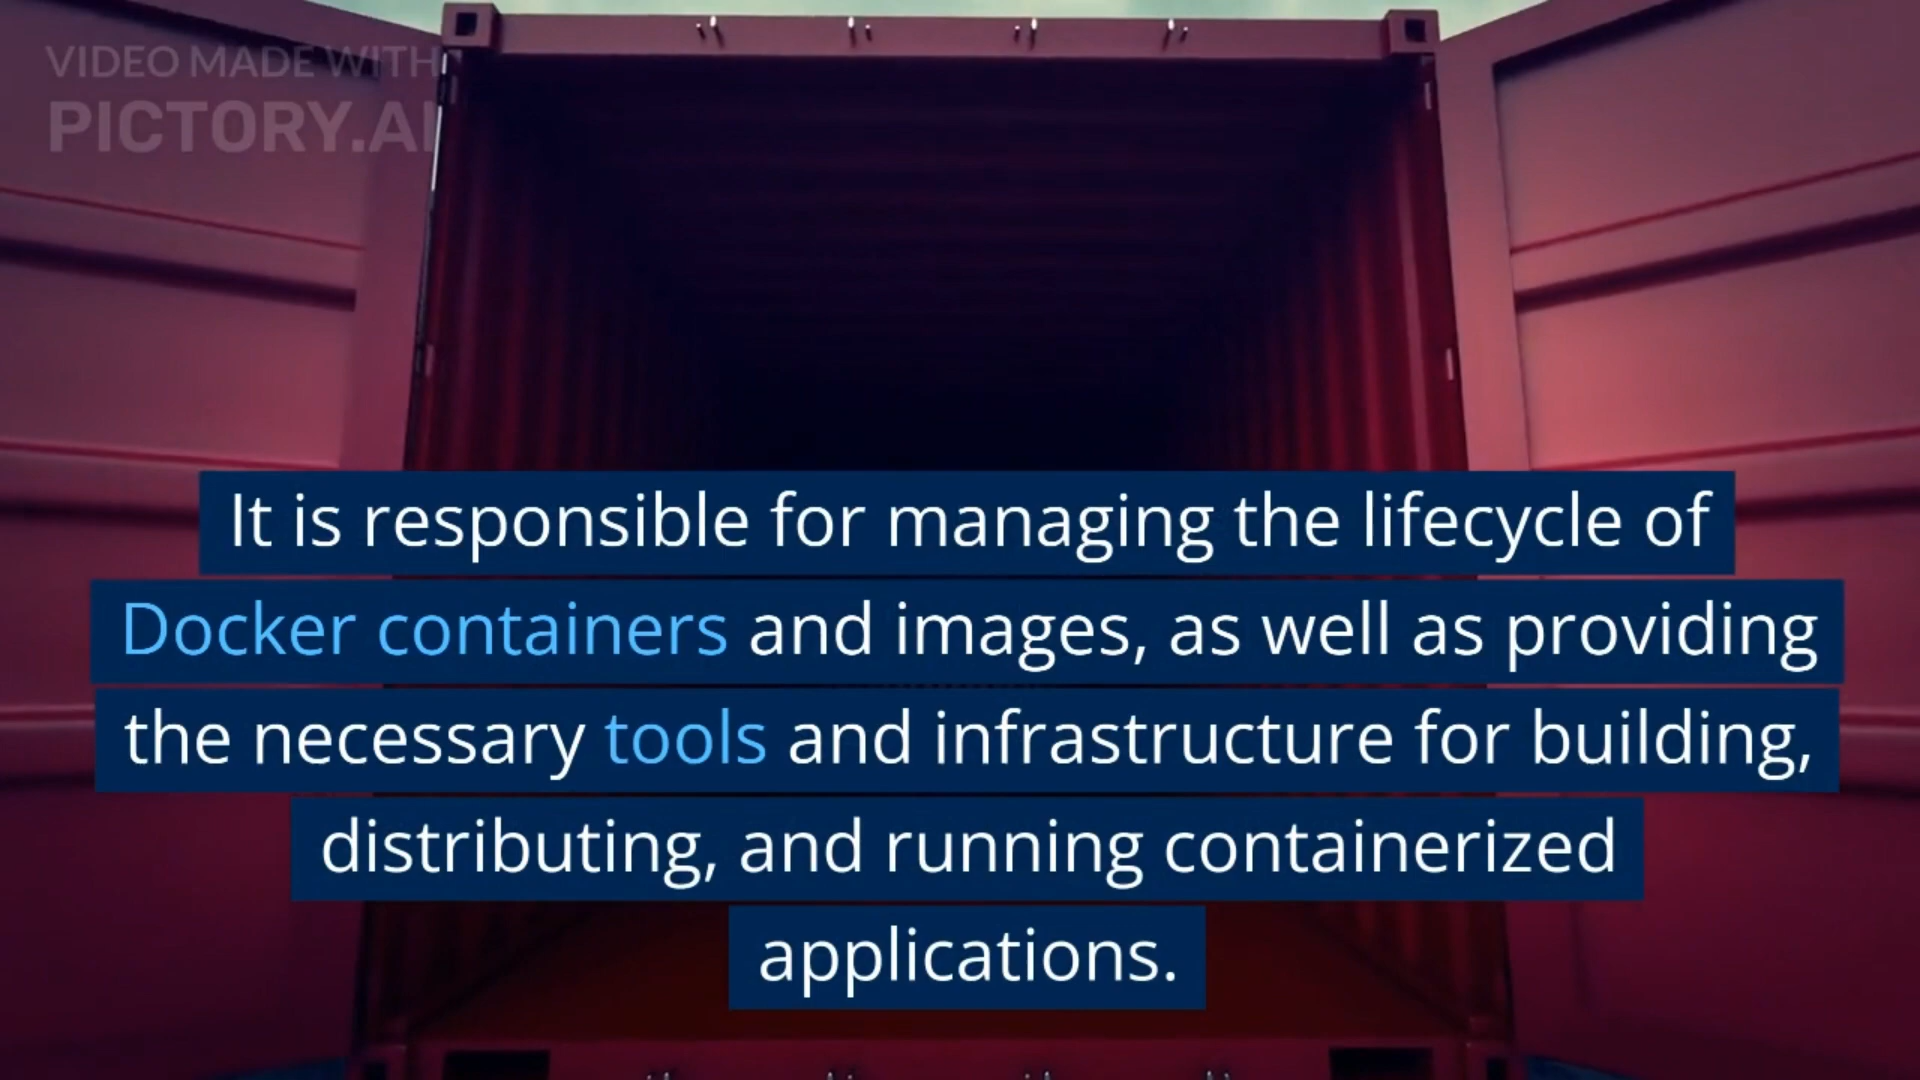 VIDEO MADE WITH
PICTORY.AI
It is responsible for managing the lifecycle of
Docker containers and images, as well as providing
the necessary tools and infrastructure for building,
distributing, and running containerized
applications.